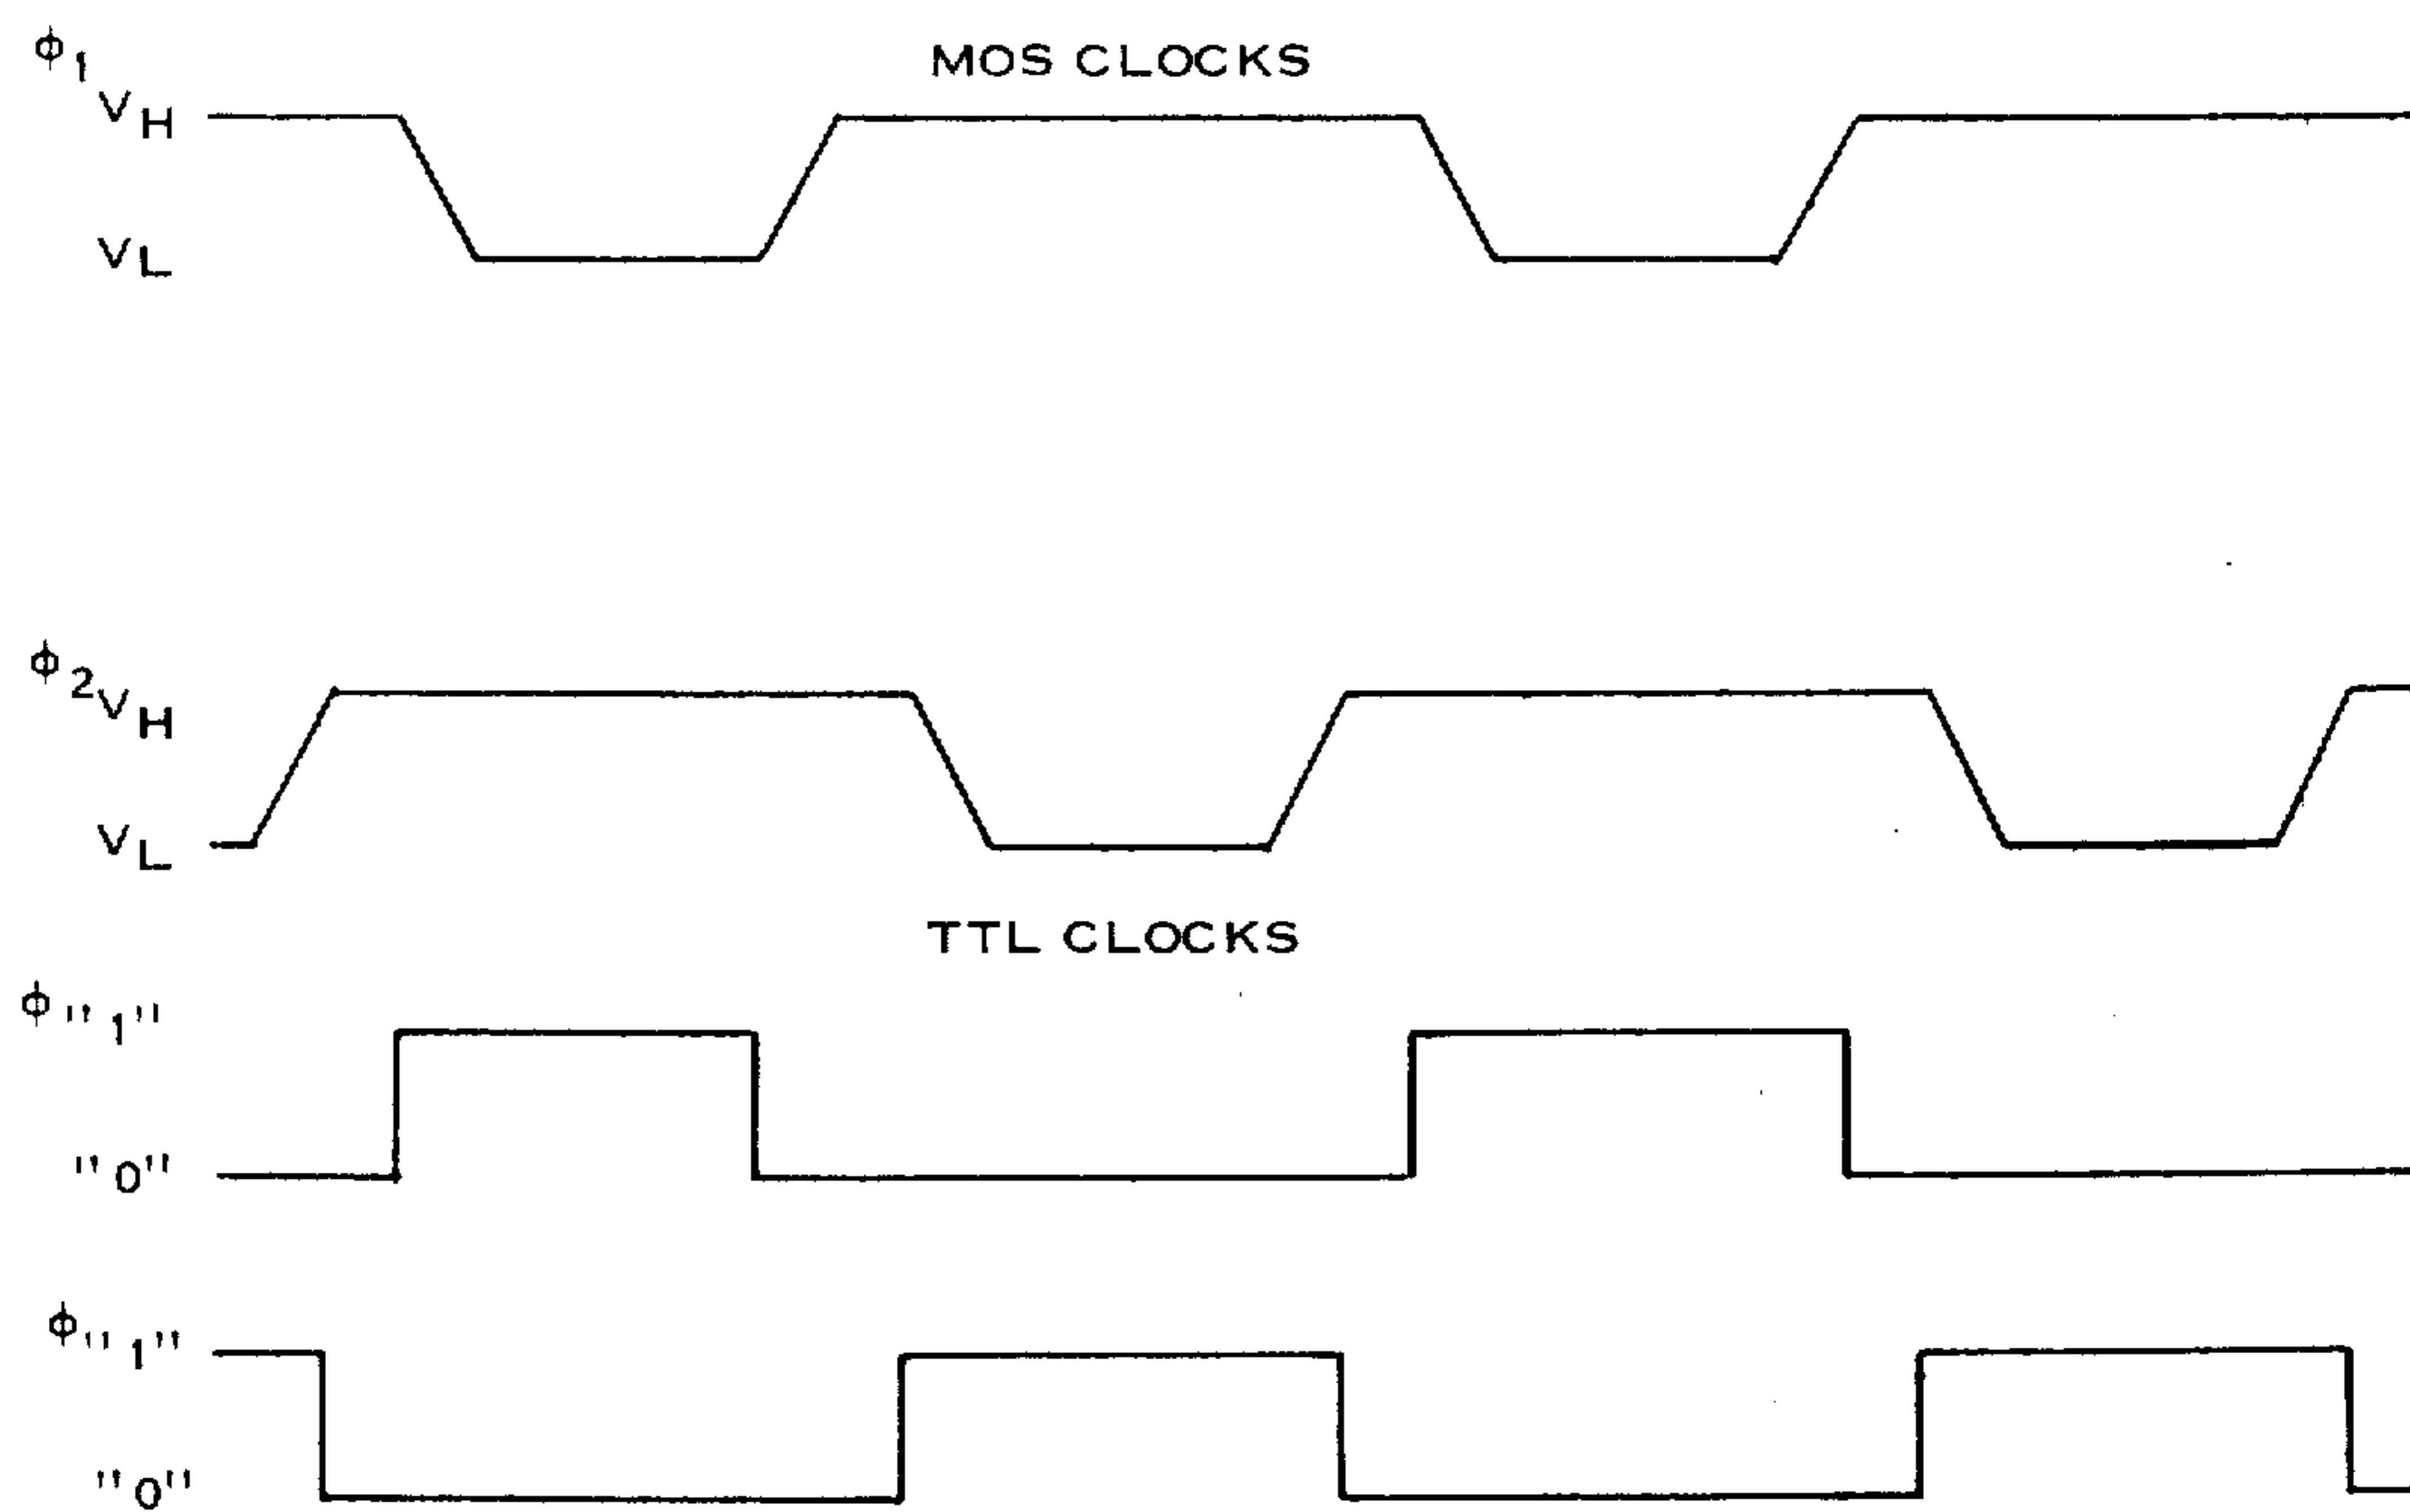 ϕ1
MOS CLOCKS
VH
VL
ϕ2
VH
VL
TTL CLOCKS
ϕ "1"
"0"
ϕ "1"
"0"